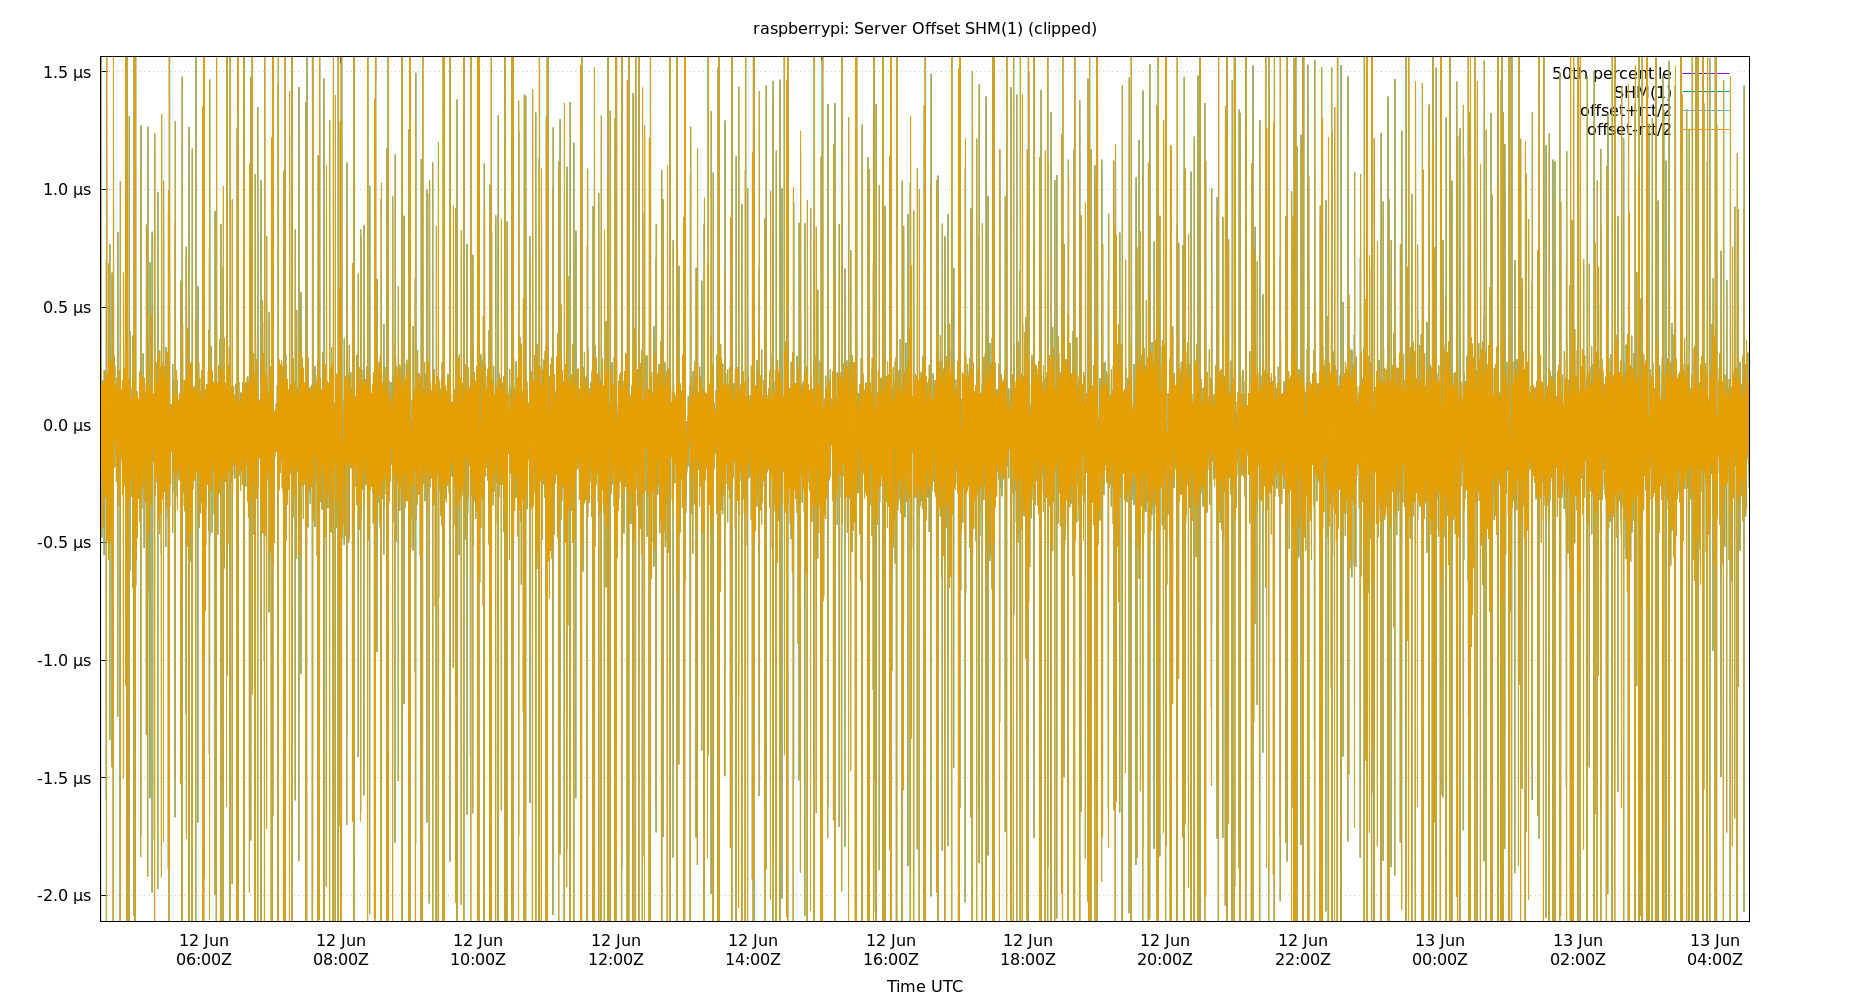 raspberrypi: Server Offset SHM(1) (clipped)
1.5 µs
1.0 µs
0.5 µs
0.0 µs
-0.5 µs
-1.0 µs
-1.5 µs
-2.0 µs
50th percentile
SHM(1)
offset+rtt/2
offset-rtt/2
12 Jun 12 Jun 12 Jun 12 Jun 12 Jun 12 Jun 12 Jun 12 Jun 12 Jun 13 Jun 13 Jun 13 Jun
06:00Z 08:00Z 10:00Z 12:00Z 14:00Z 16:00Z 18:00Z 20:00Z 22:00Z 00:00Z 02:00Z 04:00Z
Time UTC